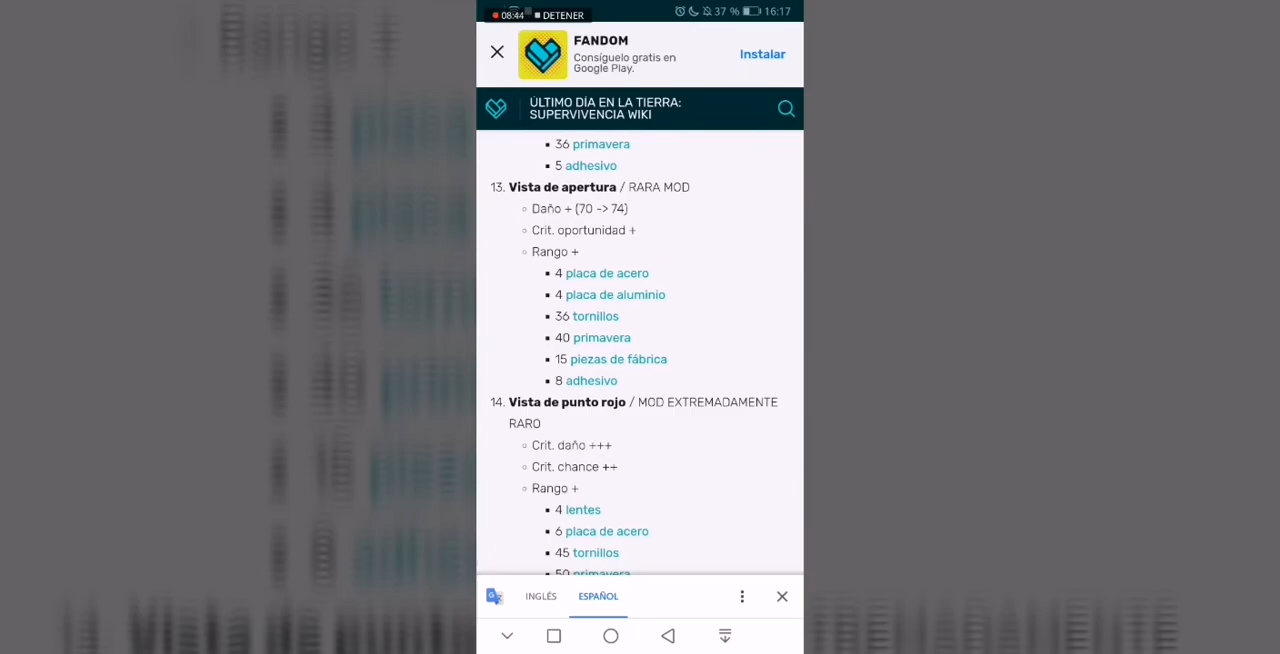 08:44 DETENER 37 % 16:17
FANDOM
Consíguelo gratis en
Google Play.
Instalar
ÚLTIMO DÍA EN LA TIERRA:
SUPERVIVENCIA WIKI
36 primavera
5 adhesivo
13. Vista de apertura / RARA MOD
Daño + (70 -> 74)
Crit. oportunidad +
Rango +
4 placa de acero
4 placa de aluminio
36 tornillos
40 primavera
15 piezas de fábrica
8 adhesivo
14. Vista de punto rojo / MOD EXTREMADAMENTE
RARO
Crit. daño +++
Crit. chance ++
Rango +
4 lentes
6 placa de acero
45 tornillos
50 primavera
INGLÉS ESPAÑOL